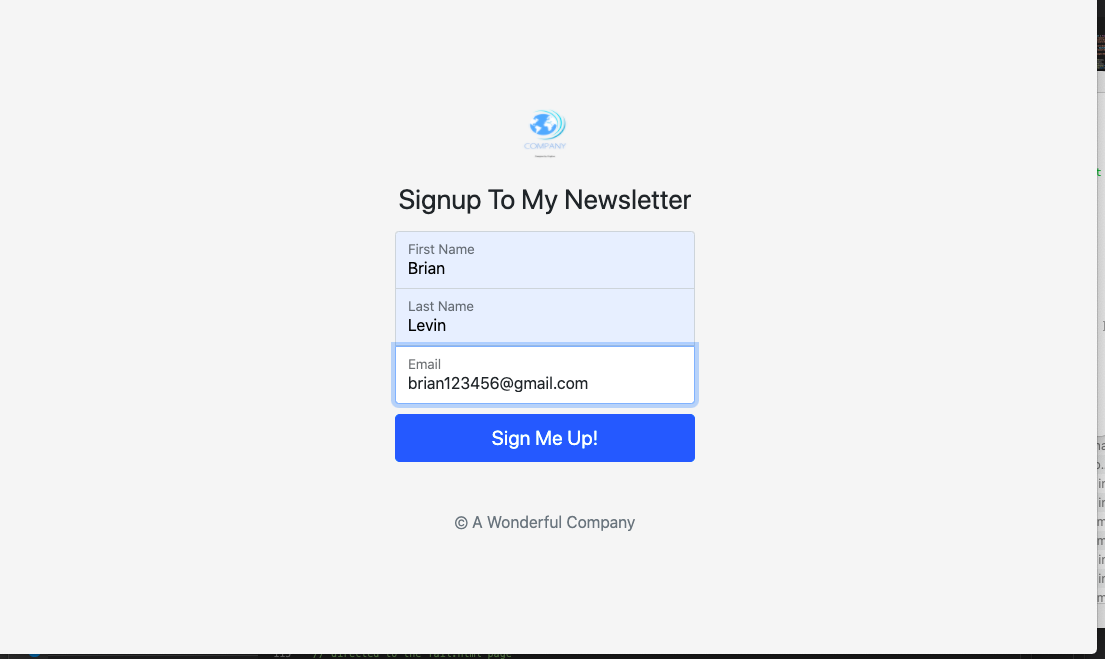 COMPANY
Signup To My Newsletter
First Name
Brian
Last Name
Levin
Email
brian123456@gmail.com
Sign Me Up!
© A Wonderful Company